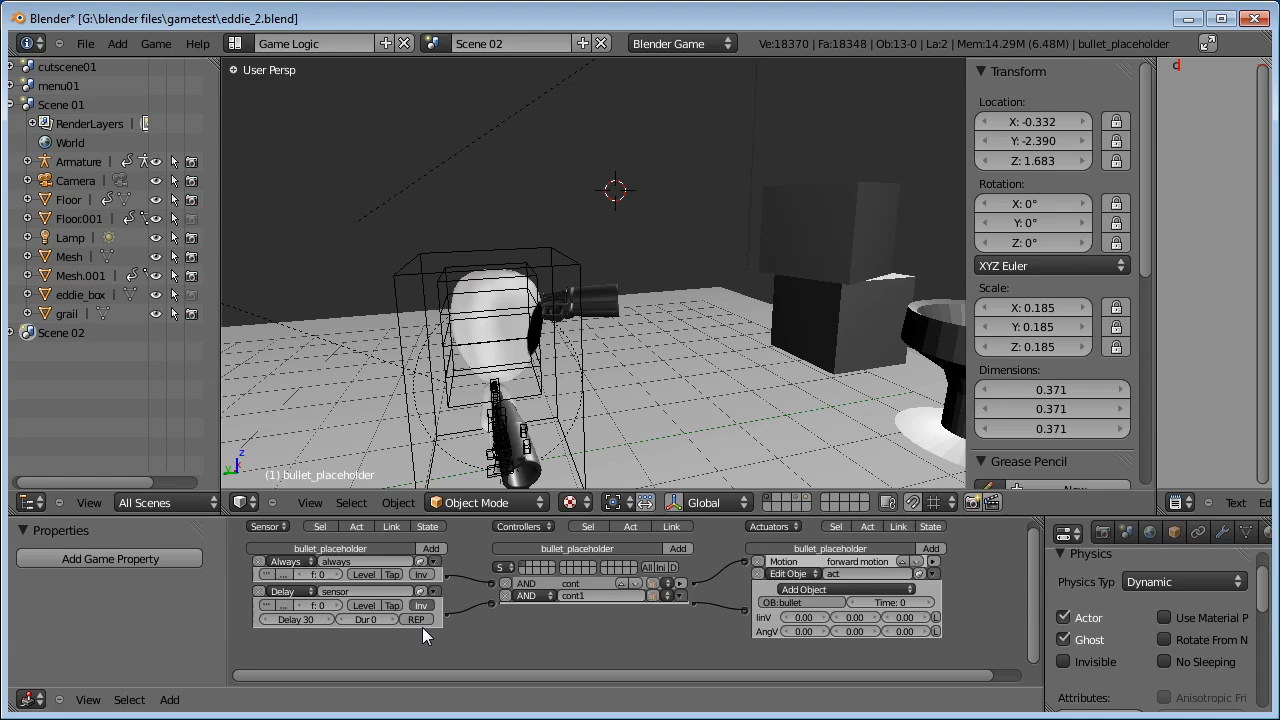 Blender* [G:\blender files\gametest\eddie_2.blend]
File Add Game Help Game Logic Scene 02 Blender Game Ve:18370 | Fa:18348 | Ob:13-0 | La:2 | Mem:14.29M (6.48M) | bullet_placeholder
cutscene01
menu01
Scene 01
RenderLayers |
World
Armature |
Camera |
Floor |
Floor.001 |
Lamp |
Mesh |
Mesh.001 |
eddie_box |
grail |
Scene 02
View All Scenes
User Persp
z
y
(1) bullet_placeholder
View Select Object Object Mode Global
Transform
Location:
X: -0.332
Y: -2.390
Z: 1.683
Rotation:
X: 0°
Y: 0°
Z: 0°
XYZ Euler
Scale:
X: 0.185
Y: 0.185
Z: 0.185
Dimensions:
0.371
0.371
0.371
Grease Pencil
New
c
View Text Ed
Properties
Add Game Property
Sensor Sel Act Link State
bullet_placeholder Add
Always always
... f: 0 Level Tap Inv
Delay sensor
... f: 0 Level Tap Inv
Delay 30 Dur 0 REP
Controllers Sel Act Link
bullet_placeholder Add
S All Ini D
AND cont
AND cont1
Actuators Sel Act Link State
bullet_placeholder Add
Motion forward motion
Edit Obje act
Add Object
OB:bullet Time: 0
linV 0.00 0.00 0.00 L
AngV 0.00 0.00 0.00 L
View Select Add
Physics
Physics Typ Dynamic
Actor Use Material P
Ghost Rotate From N
Invisible No Sleeping
Attributes: Anisotropic Fri